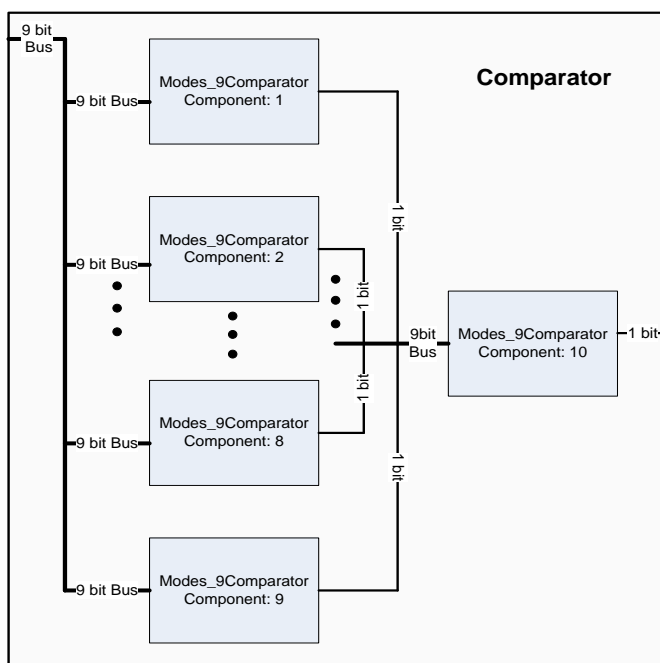 9 bit
Bus
Comparator
9 bit Bus
Modes_9Comparator
Component: 1
1 bit
9 bit Bus
Modes_9Comparator
Component: 2
1 bit
9bit
Bus
Modes_9Comparator
Component: 10
1 bit
1 bit
9 bit Bus
Modes_9Comparator
Component: 8
1 bit
9 bit Bus
Modes_9Comparator
Component: 9